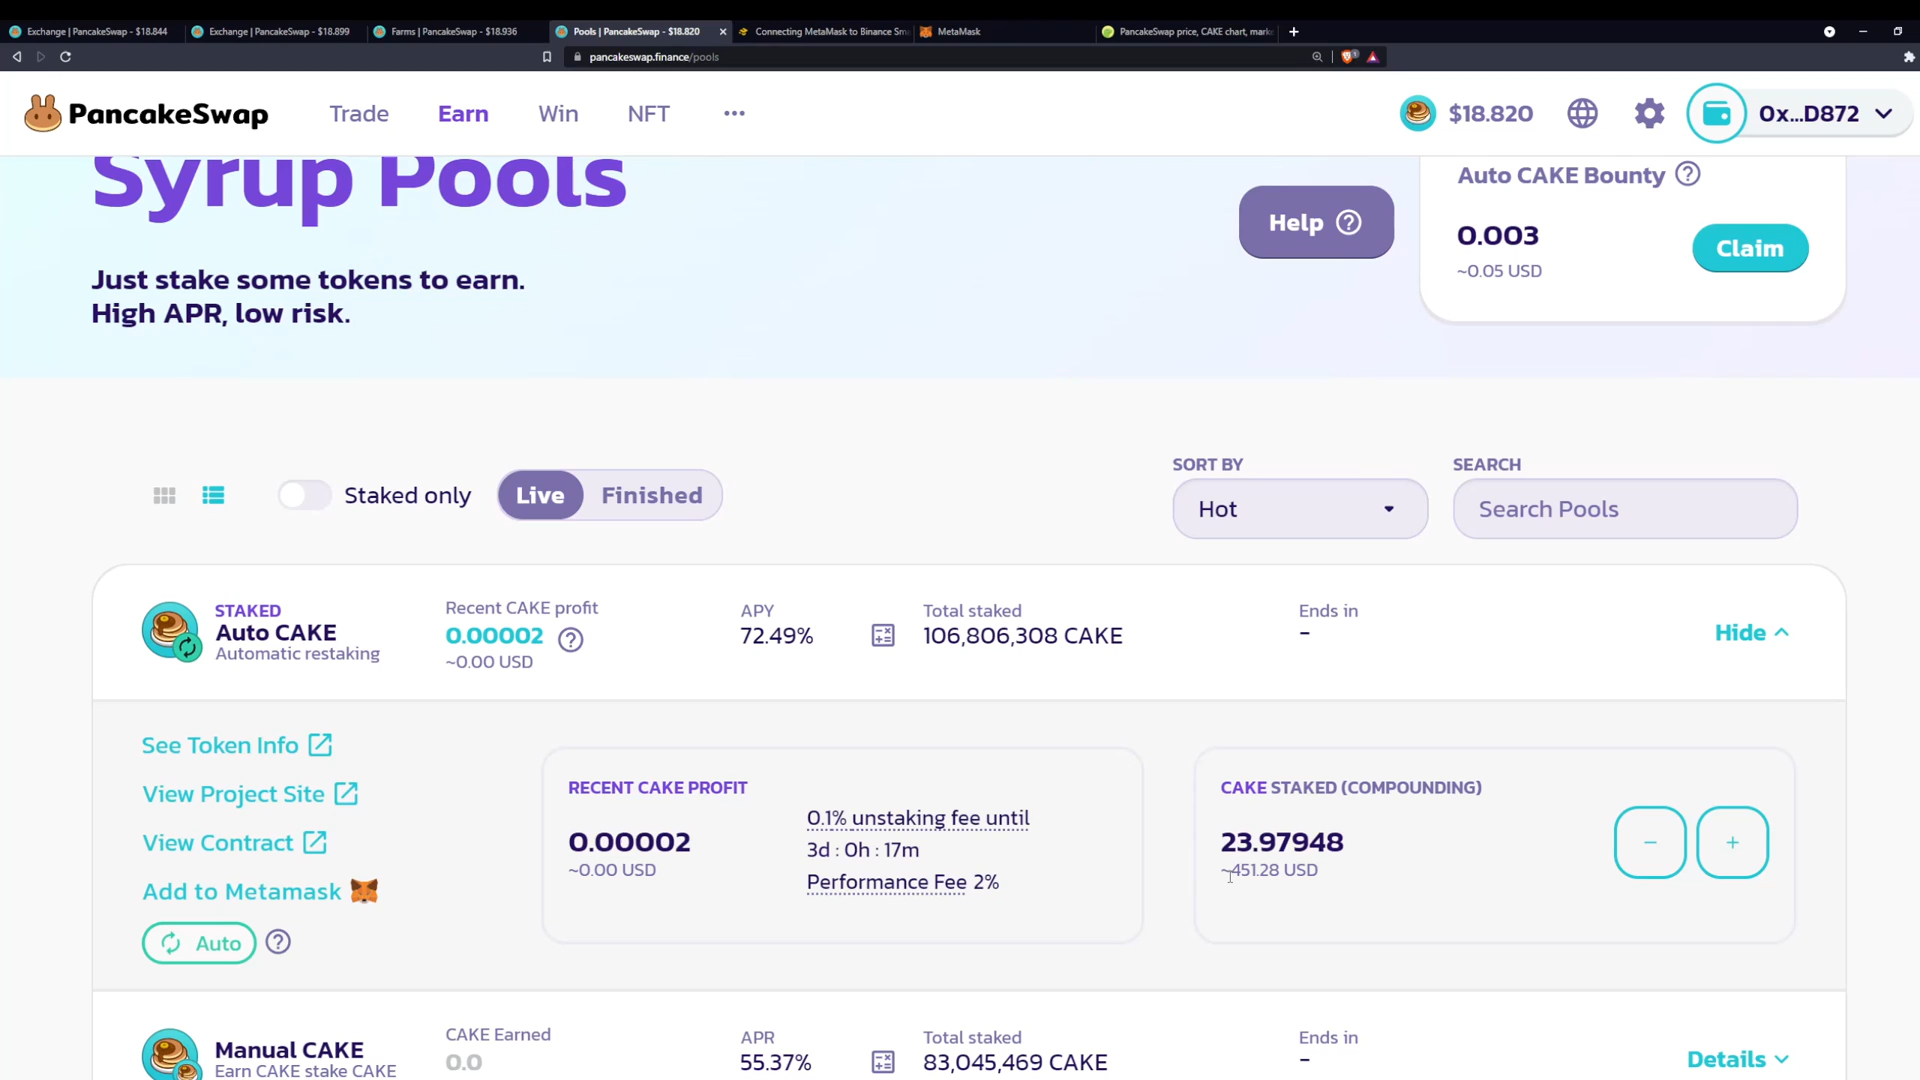 Exchange | PancakeSwap - $18.844
Exchange | PancakeSwap - $18.899
Farms | PancakeSwap - $18.936
Pools | PancakeSwap - $18.820
Connecting MetaMask to Binance Sm
MetaMask
PancakeSwap price, CAKE chart, mark
pancakeswap.finance/pools
PancakeSwap
Trade
Earn
Win
NFT
$18.820
0x...D872
Syrup Pools
Just stake some tokens to earn.
High APR, low risk.
Help
Auto CAKE Bounty
0.003
~0.05 USD
Claim
Staked only
Live
Finished
SORT BY
Hot
SEARCH
Search Pools
STAKED
Auto CAKE
Automatic restaking
Recent CAKE profit
0.00002
~0.00 USD
APY
72.49%
Total staked
106,806,308 CAKE
Ends in
-
Hide
See Token Info
View Project Site
View Contract
Add to Metamask
Auto
RECENT CAKE PROFIT
0.00002
~0.00 USD
0.1% unstaking fee until
3d : 0h : 17m
Performance Fee 2%
CAKE STAKED (COMPOUNDING)
23.97948
~451.28 USD
Manual CAKE
Earn CAKE stake CAKE
CAKE Earned
0.0
APR
55.37%
Total staked
83,045,469 CAKE
Ends in
-
Details